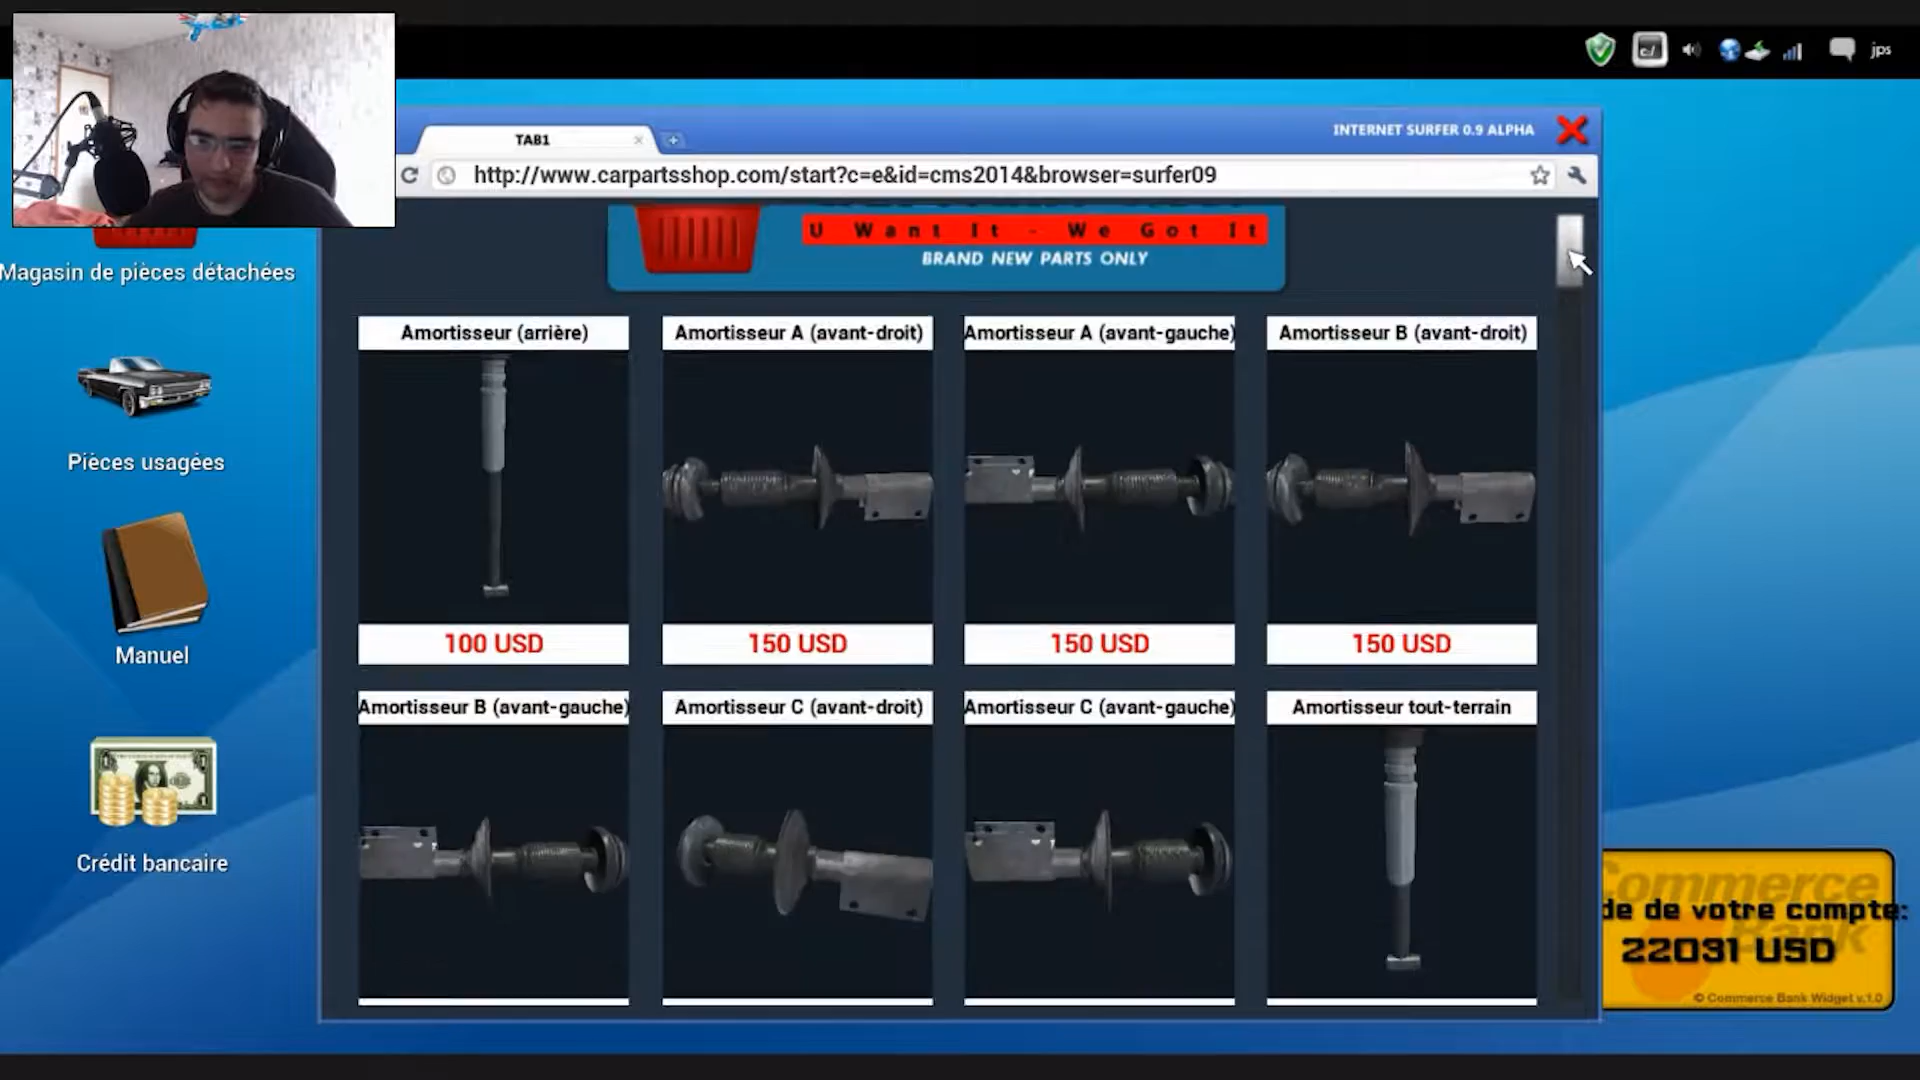 jps
TAB1
INTERNET SURFER 0.9 ALPHA
http://www.carpartsshop.com/start?c=e&id=cms2014&browser=surfer09
U Want It - We Got It
BRAND NEW PARTS ONLY
Magasin de pièces détachées
Pièces usagées
Manuel
Crédit bancaire
Amortisseur (arrière)
Amortisseur A (avant-droit)
Amortisseur A (avant-gauche)
Amortisseur B (avant-droit)
100 USD
150 USD
150 USD
150 USD
Amortisseur B (avant-gauche)
Amortisseur C (avant-droit)
Amortisseur C (avant-gauche)
Amortisseur tout-terrain
Commerce
de de votre compte:
Bank
22031 USD
© Commerce Bank Widget v.1.0